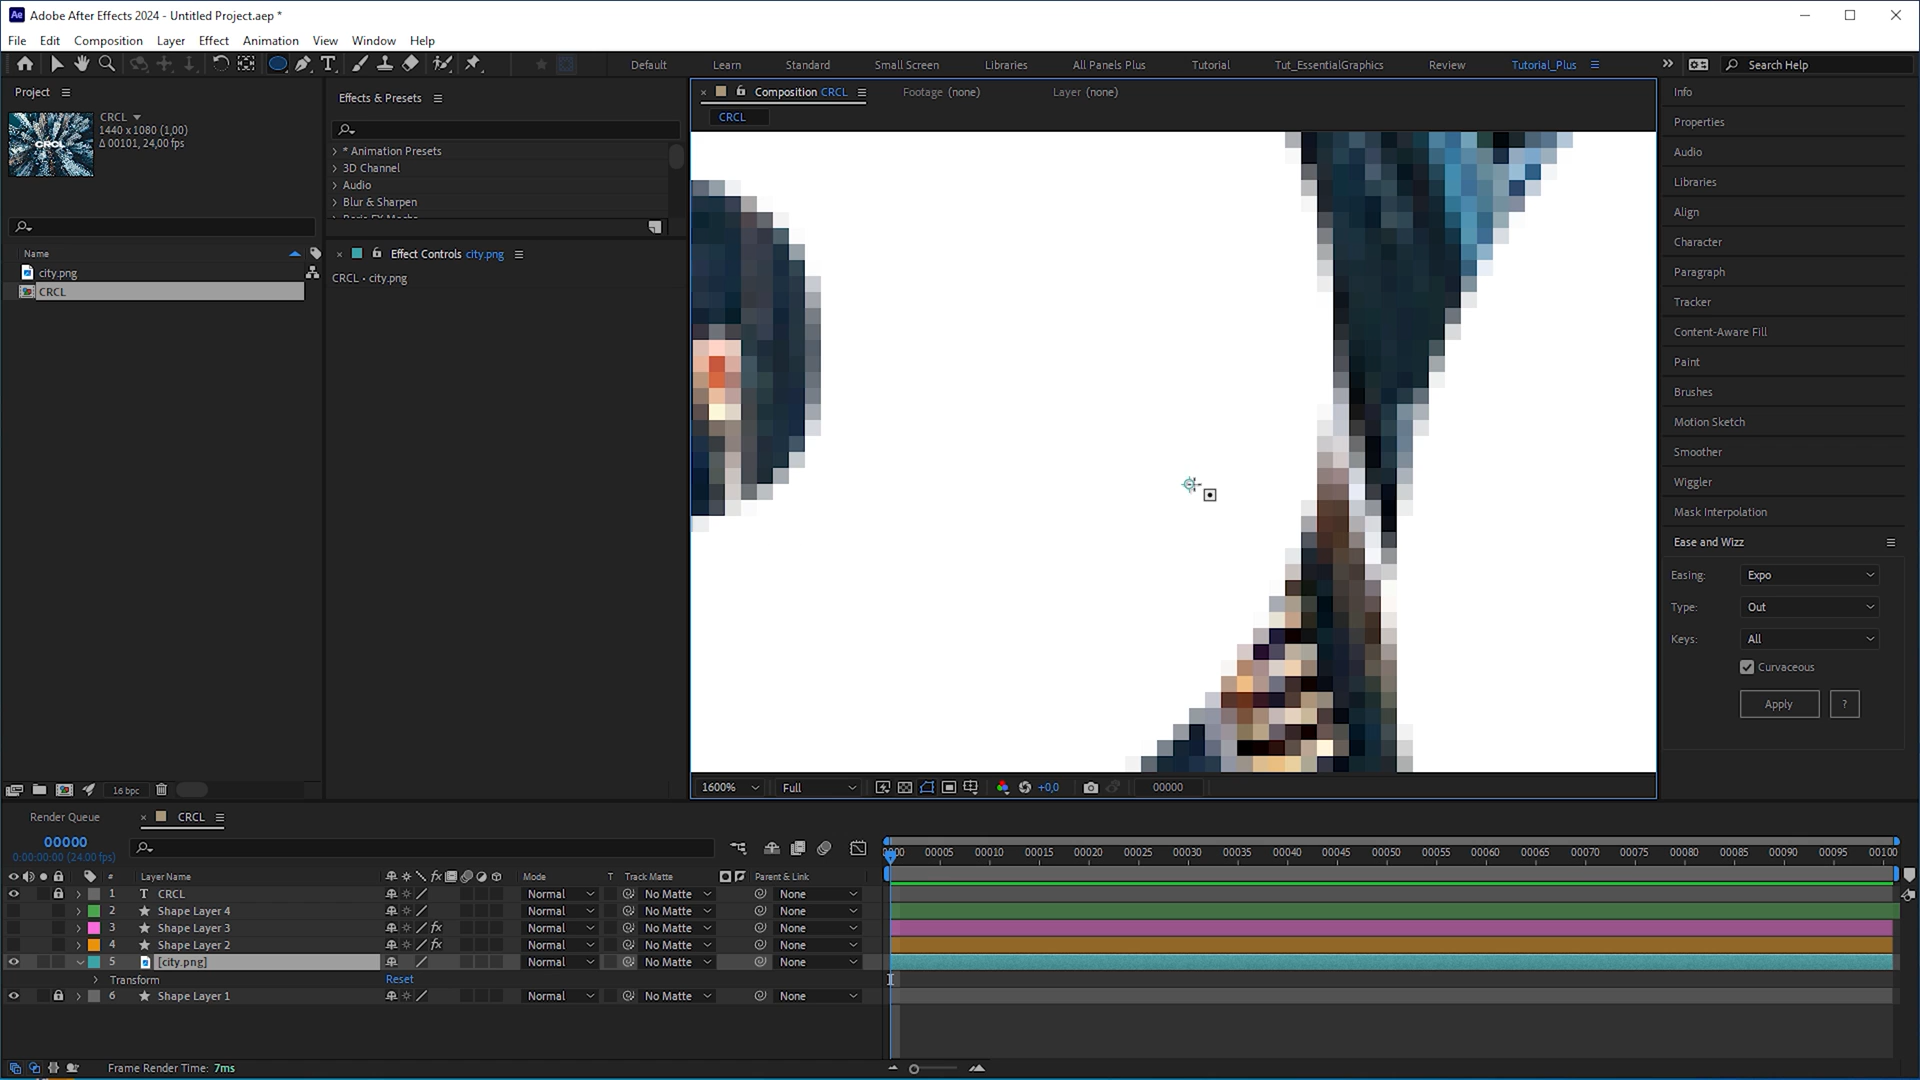 Adobe After Effects 2024 - Untitled Project.aep *
File Edit Composition Layer Effect Animation View Window Help
Default Learn Standard Small Screen Libraries All Panels Plus Tutorial Tut_EssentialGraphics Review Tutorial_Plus Search Help
Project
CRCL
1440 x 1080 (1,00)
Δ 00101, 24,00 fps
Name
city.png
CRCL
16 bpc
Effects & Presets
* Animation Presets
3D Channel
Audio
Blur & Sharpen
Effect Controls city.png
CRCL · city.png
Composition CRCL
Footage (none)
Layer (none)
CRCL
1600%
Full
+0,0
00000
Info
Properties
Audio
Libraries
Align
Character
Paragraph
Tracker
Content-Aware Fill
Paint
Brushes
Motion Sketch
Smoother
Wiggler
Mask Interpolation
Ease and Wizz
Easing: Expo
Type: Out
Keys: All
Curvaceous
Apply ?
Render Queue
CRCL
00000
0:00:00:00 (24.00 fps)
00005 00010 00015 00020 00025 00030 00035 00040 00045 00050 00055 00060 00065 00070 00075 00080 00085 00090 00095 00100
# Layer Name fx Mode T Track Matte Parent & Link
1 T CRCL Normal No Matte None
2 Shape Layer 4 Normal No Matte None
3 Shape Layer 3 fx Normal No Matte None
4 Shape Layer 2 fx Normal No Matte None
5 [city.png] Normal No Matte None
Transform Reset
6 Shape Layer 1 Normal No Matte None
Frame Render Time: 7ms